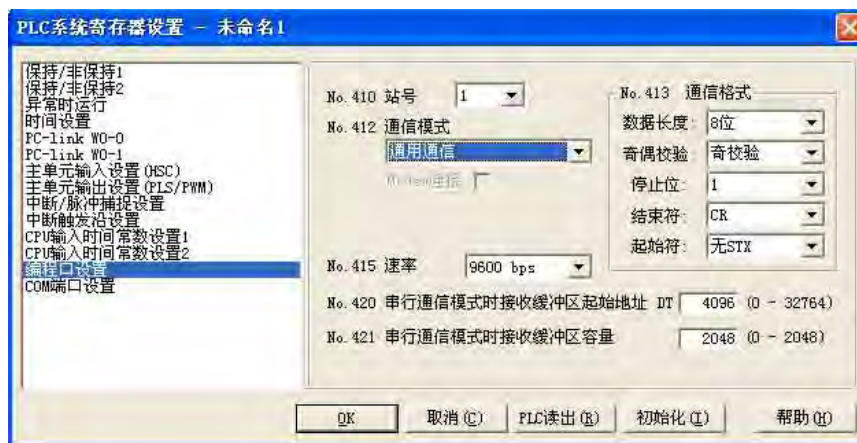 PLC系统寄存器设置 － 未命名1
保持/非保持1
保持/非保持2
异常时运行
时间设置
PC-link W0-0
PC-link W0-1
主单元输入设置(HSC)
主单元输出设置(PLS/PWM)
中断/脉冲捕捉设置
中断触发沿设置
CPU输入时间常数设置1
CPU输入时间常数设置2
编程口设置
COM端口设置
No.410 站号 1
No.412 通信模式
通用通信
No.415 速率 9600 bps
No.413 通信格式
数据长度: 8位
奇偶校验: 奇校验
停止位: 1
结束符: CR
起始符: 无STX
No.420 串行通信模式时接收缓冲区起始地址 DT 4096 (0 - 32764)
No.421 串行通信模式时接收缓冲区容量 2048 (0 - 2048)
OK 取消(C) PLC读出(R) 初始化(I) 帮助(H)